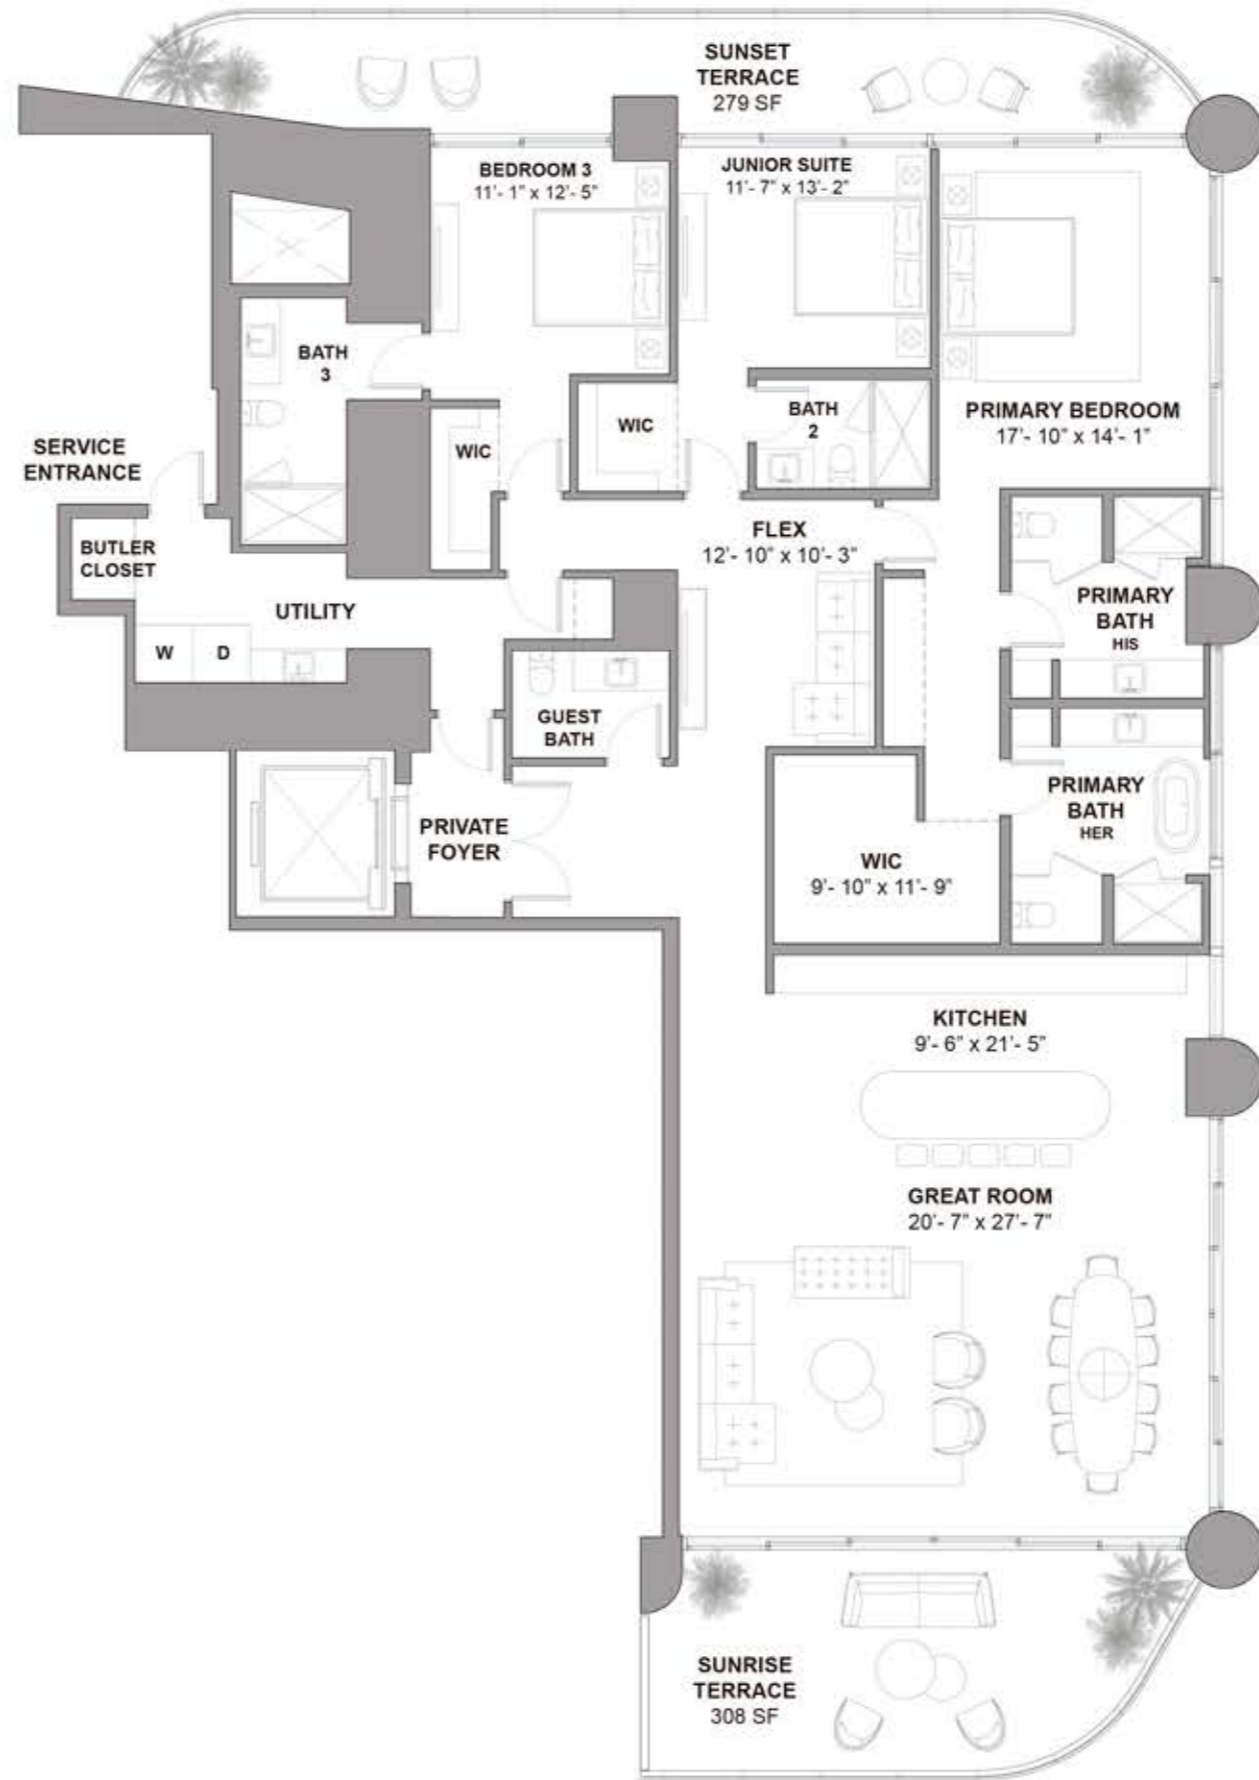 SUNSET
TERRACE
279 SF
BEDROOM 3
11'- 1" x 12'- 5"
JUNIOR SUITE
11'- 7" x 13'- 2"
BATH
3
WIC
WIC
BATH
2
PRIMARY BEDROOM
17'- 10" x 14'- 1"
SERVICE
ENTRANCE
BUTLER
CLOSET
UTILITY
W
D
FLEX
12'- 10" x 10'- 3"
PRIMARY
BATH
HIS
GUEST
BATH
PRIVATE
FOYER
PRIMARY
BATH
HER
WIC
9'- 10" x 11'- 9"
KITCHEN
9'- 6" x 21'- 5"
GREAT ROOM
20'- 7" x 27'- 7"
SUNRISE
TERRACE
308 SF